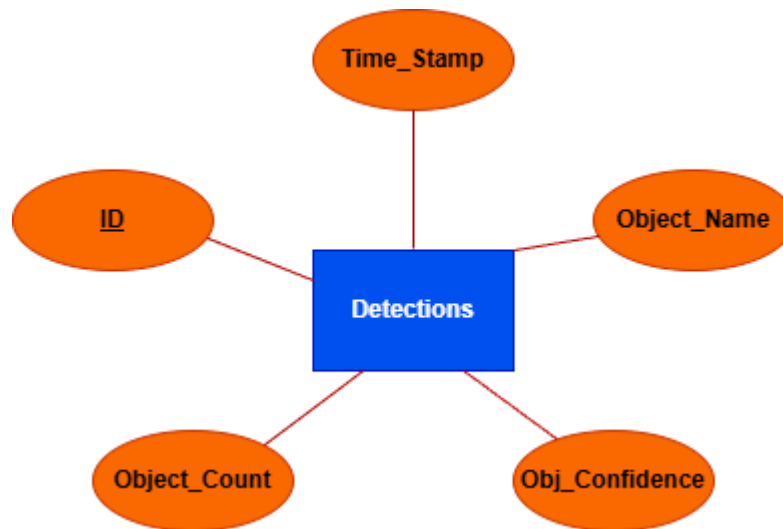 Time_Stamp
ID
Object_Name
Detections
Object_Count
Obj_Confidence